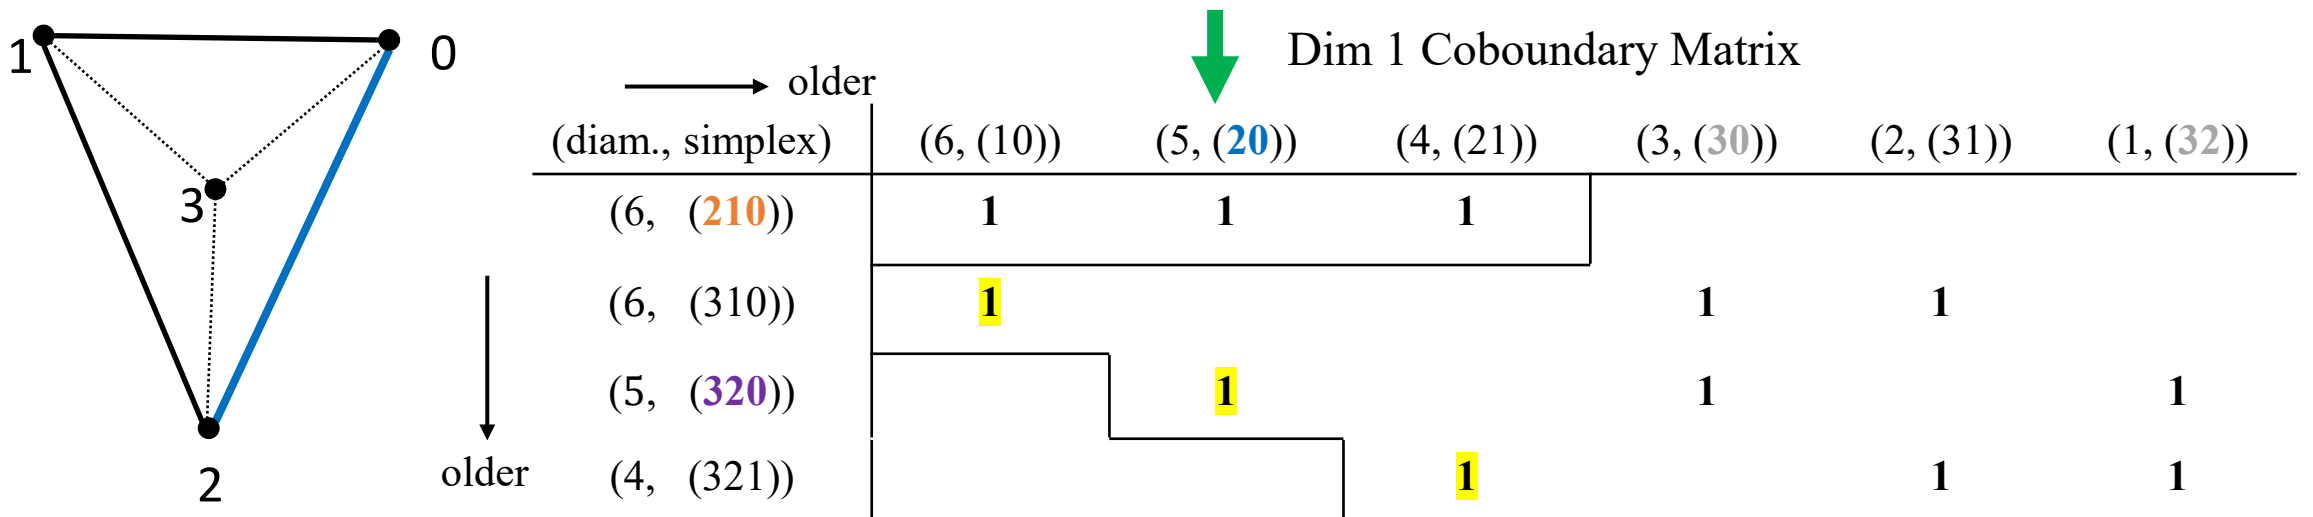 1
0
3
2
Dim 1 Coboundary Matrix
older
(diam., simplex) (6, (10)) (5, (20)) (4, (21)) (3, (30)) (2, (31)) (1, (32))
(6, (210)) 1 1 1
(6, (310)) 1 1 1
(5, (320)) 1 1 1
(4, (321)) 1 1 1
older